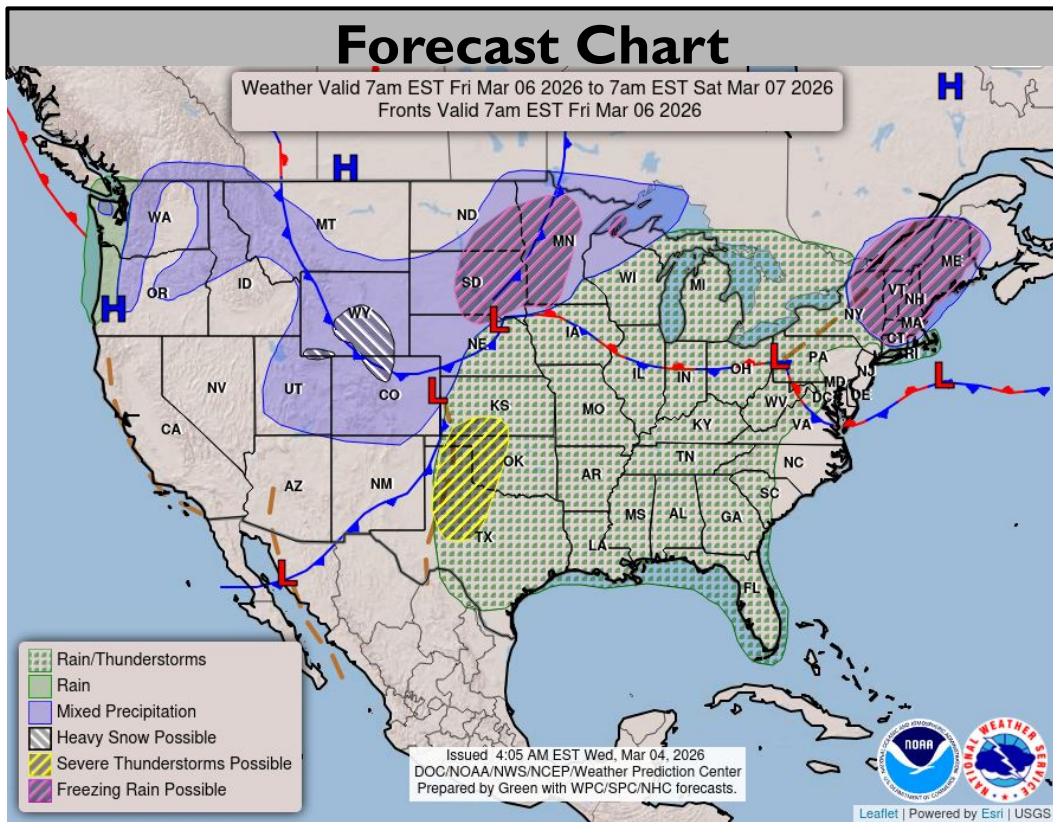 Forecast Chart
Weather Valid 7am EST Fri Mar 06 2026 to 7am EST Sat Mar 07 2026
Fronts Valid 7am EST Fri Mar 06 2026
H
H
WA
MT
ND
MN
ME
OR
ID
SD
WI
MI
VT
NH
NY
MA
H
WY
L
IA
CT
RI
NE
L
PA
NJ
NV
UT
CO
L
IL
IN
OH
L
MD
DE
DC
KS
MO
WV
VA
CA
KY
AZ
NM
OK
AR
TN
NC
SC
TX
MS
AL
GA
LA
L
FL
Rain/Thunderstorms
Rain
Mixed Precipitation
Heavy Snow Possible
Severe Thunderstorms Possible
Freezing Rain Possible
Issued 4:05 AM EST Wed, Mar 04, 2026
DOC/NOAA/NWS/NCEP/Weather Prediction Center
Prepared by Green with WPC/SPC/NHC forecasts.
NOAA
NATIONAL WEATHER SERVICE
Leaflet | Powered by Esri | USGS